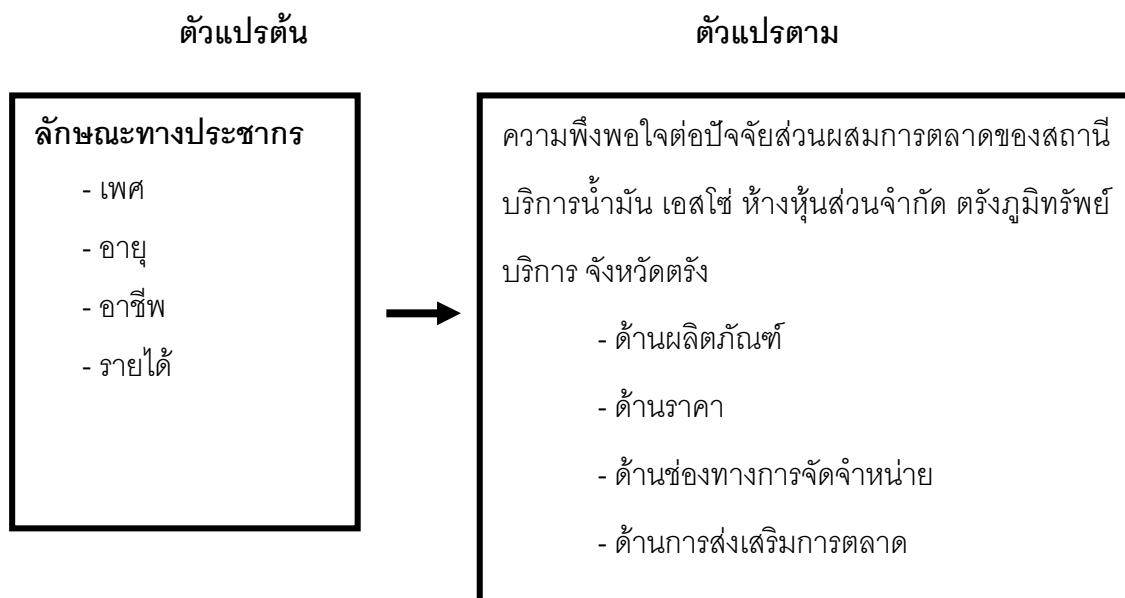 ตัวแปรต้น
ตัวแปรตาม
ลักษณะทางประชากร
- เพศ
- อายุ
- อาชีพ
- รายได้
ความพึงพอใจต่อปัจจัยส่วนผสมการตลาดของสถานี
บริการน้ำมัน เอสโซ่ ห้างหุ้นส่วนจำกัด ตรังภูมิทรัพย์
บริการ จังหวัดตรัง
- ด้านผลิตภัณฑ์
- ด้านราคา
- ด้านช่องทางการจัดจำหน่าย
- ด้านการส่งเสริมการตลาด